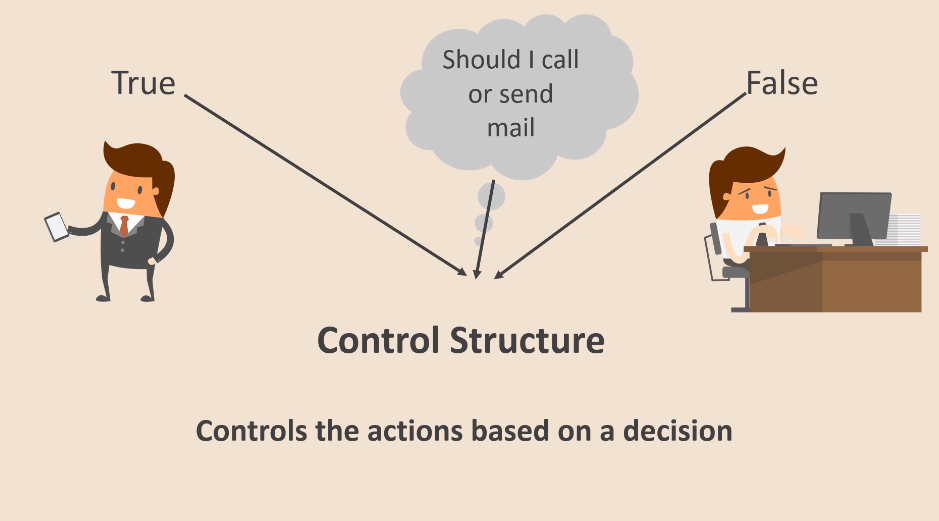 True
Should I call
or send
mail
False
Control Structure
Controls the actions based on a decision